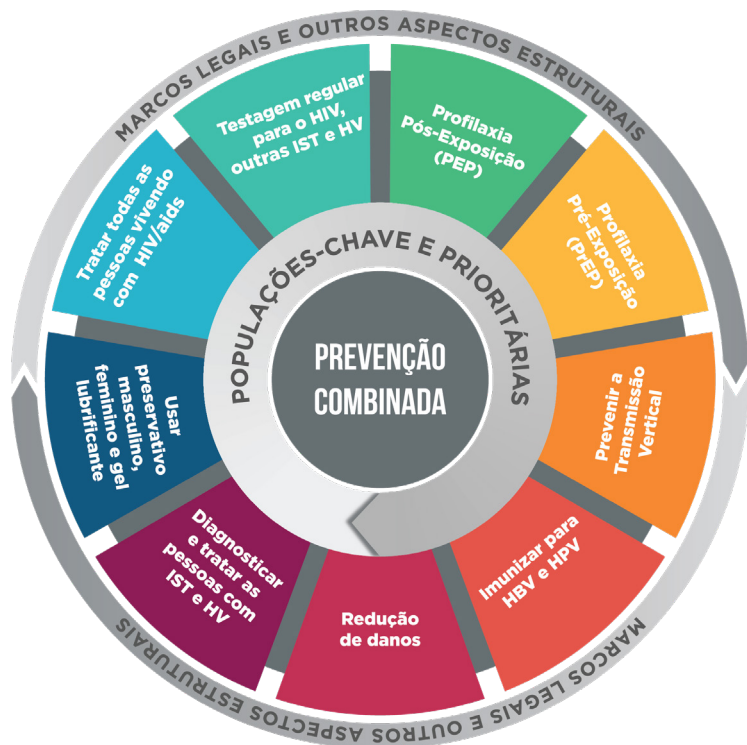 MARCOS LEGAIS E OUTROS ASPECTOS ESTRUTURAIS
Testagem regular
para o HIV,
outras IST e HV
Profilaxia
Pós-Exposição
(PEP)
Profilaxia
Pré-Exposição
(PrEP)
Prevenir a
Transmissão
Vertical
Imunizar para
HBV e HPV
Redução
de danos
Diagnosticar
e tratar as
pessoas com
IST e HV
Usar
preservativo
masculino,
feminino e gel
lubrificante
Tratar todas as
pessoas vivendo
com HIV/aids
POPULAÇÕES-CHAVE E PRIORITÁRIAS
PREVENÇÃO
COMBINADA
MARCOS LEGAIS E OUTROS ASPECTOS ESTRUTURAIS